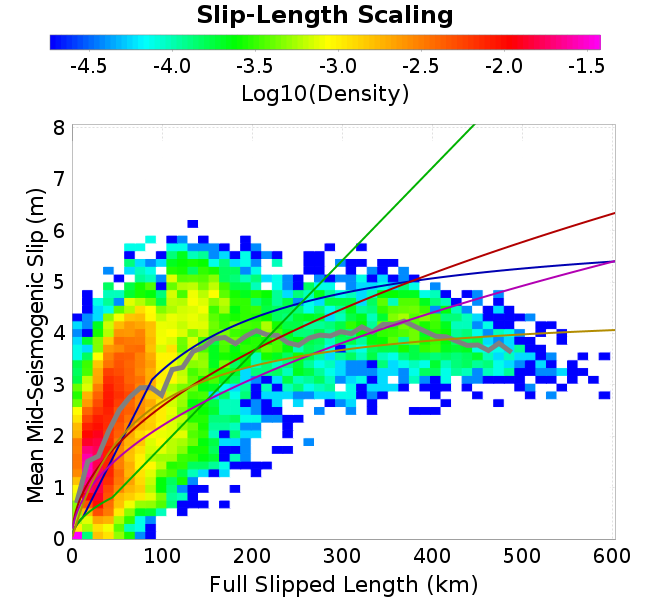 Slip-Length Scaling
-4.5 -4.0 -3.5 -3.0 -2.5 -2.0 -1.5
Log10(Density)
Mean Mid-Seismogenic Slip (m)
8
7
6
5
4
3
2
1
0
0 100 200 300 400 500 600
Full Slipped Length (km)